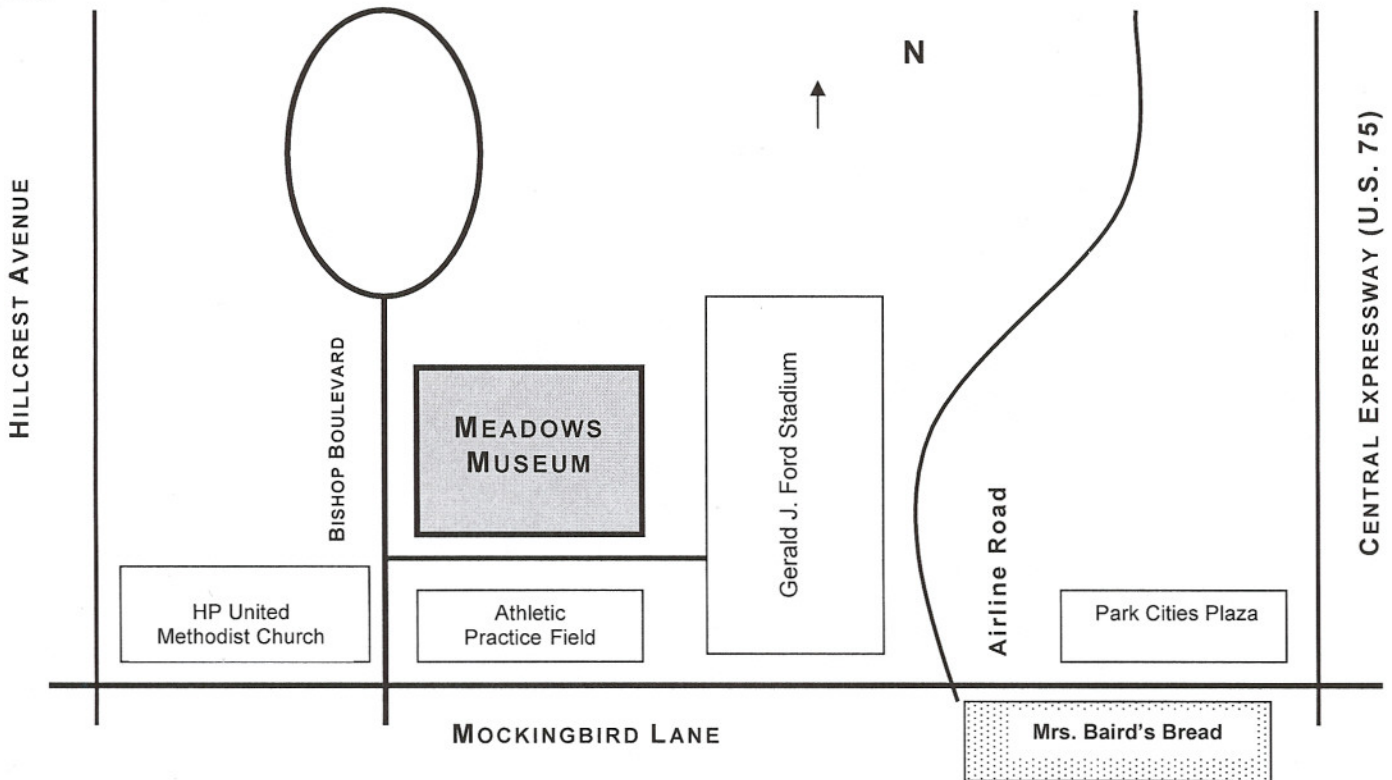 N
HILLCREST AVENUE
CENTRAL EXPRESSWAY (U.S. 75)
BISHOP BOULEVARD
MEADOWS
MUSEUM
Gerald J. Ford Stadium
Airline Road
HP United
Methodist Church
Athletic
Practice Field
Park Cities Plaza
MOCKINGBIRD LANE
Mrs. Baird's Bread